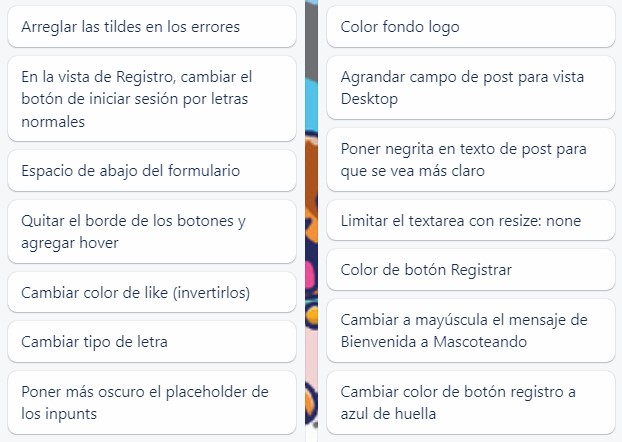 Arreglar las tildes en los errores
En la vista de Registro, cambiar el
botón de iniciar sesión por letras
normales
Espacio de abajo del formulario
Quitar el borde de los botones y
agregar hover
Cambiar color de like (invertirlos)
Cambiar tipo de letra
Poner más oscuro el placeholder de
los inpunts
Color fondo logo
Agrandar campo de post para vista
Desktop
Poner negrita en texto de post para
que se vea más claro
Limitar el textarea con resize: none
Color de botón Registrar
Cambiar a mayúscula el mensaje de
Bienvenida a Mascoteando
Cambiar color de botón registro a
azul de huella